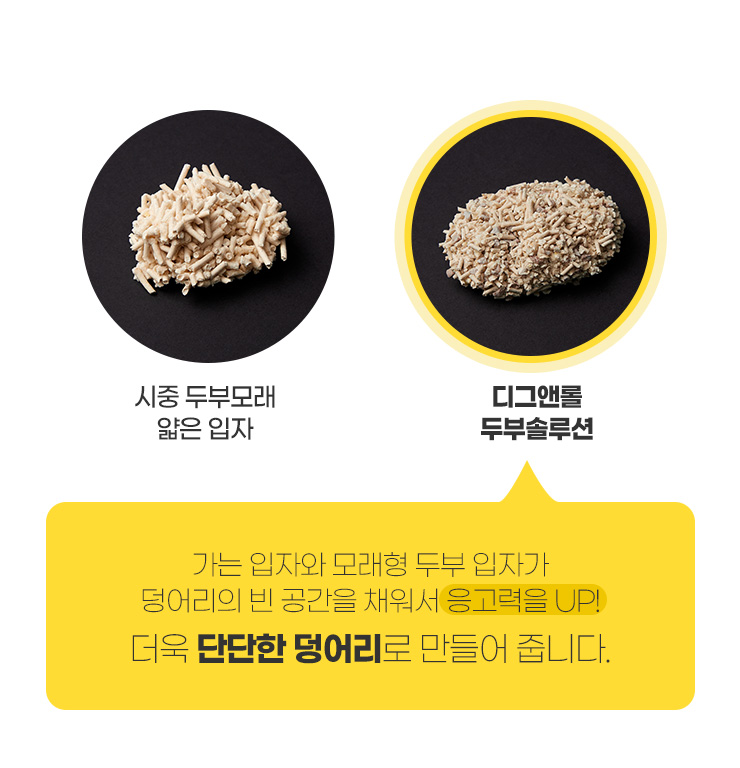 시중 두부모래
얇은 입자
디그앤롤
두부솔루션
가는 입자와 모래형 두부 입자가
덩어리의 빈 공간을 채워서 응고력을 UP!
더욱 단단한 덩어리로 만들어 줍니다.